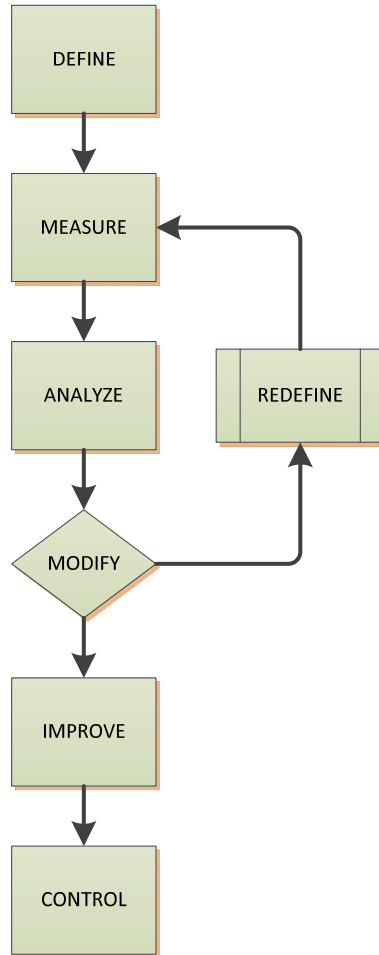 DEFINE
MEASURE
ANALYZE
REDEFINE
MODIFY
IMPROVE
CONTROL